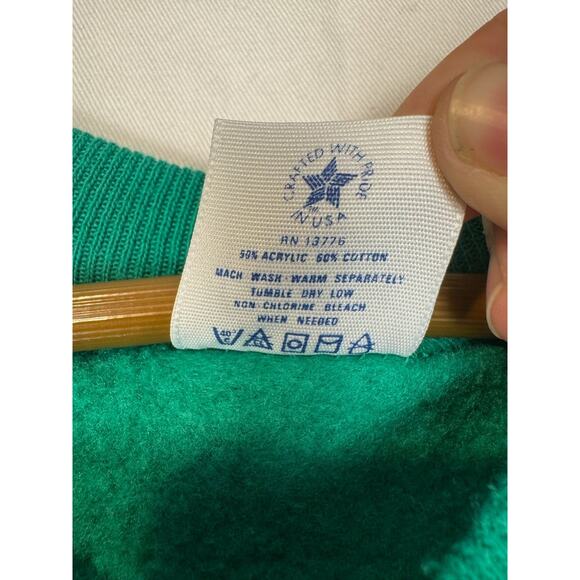 CRAFTED WITH PRIDE
IN USA
RN 13776
50% ACRYLIC 50% COTTON
MACH WASH-WARM SEPARATELY
TUMBLE DRY LOW
NON-CHLORINE BLEACH
WHEN NEEDED